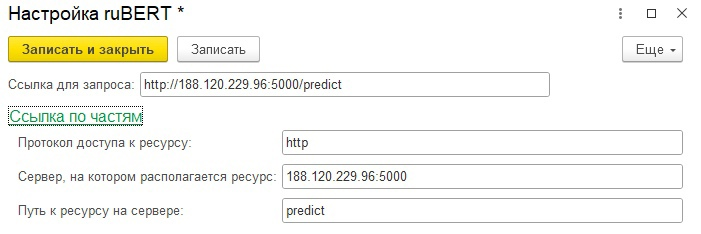 Настройка ruBERT *
Записать и закрыть Записать Еще
Ссылка для запроса: http://188.120.229.96:5000/predict
Ссылка по частям
Протокол доступа к ресурсу: http
Сервер, на котором располагается ресурс: 188.120.229.96:5000
Путь к ресурсу на сервере: predict